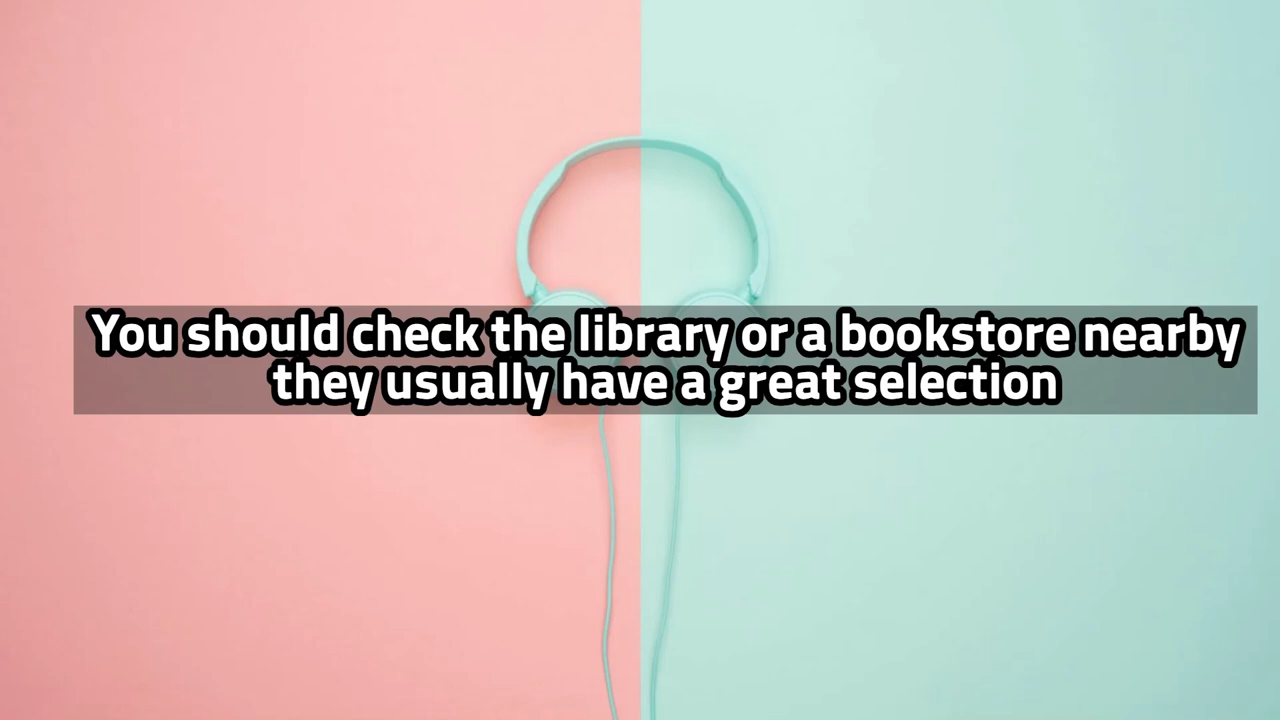 You should check the library or a bookstore nearby
they usually have a great selection